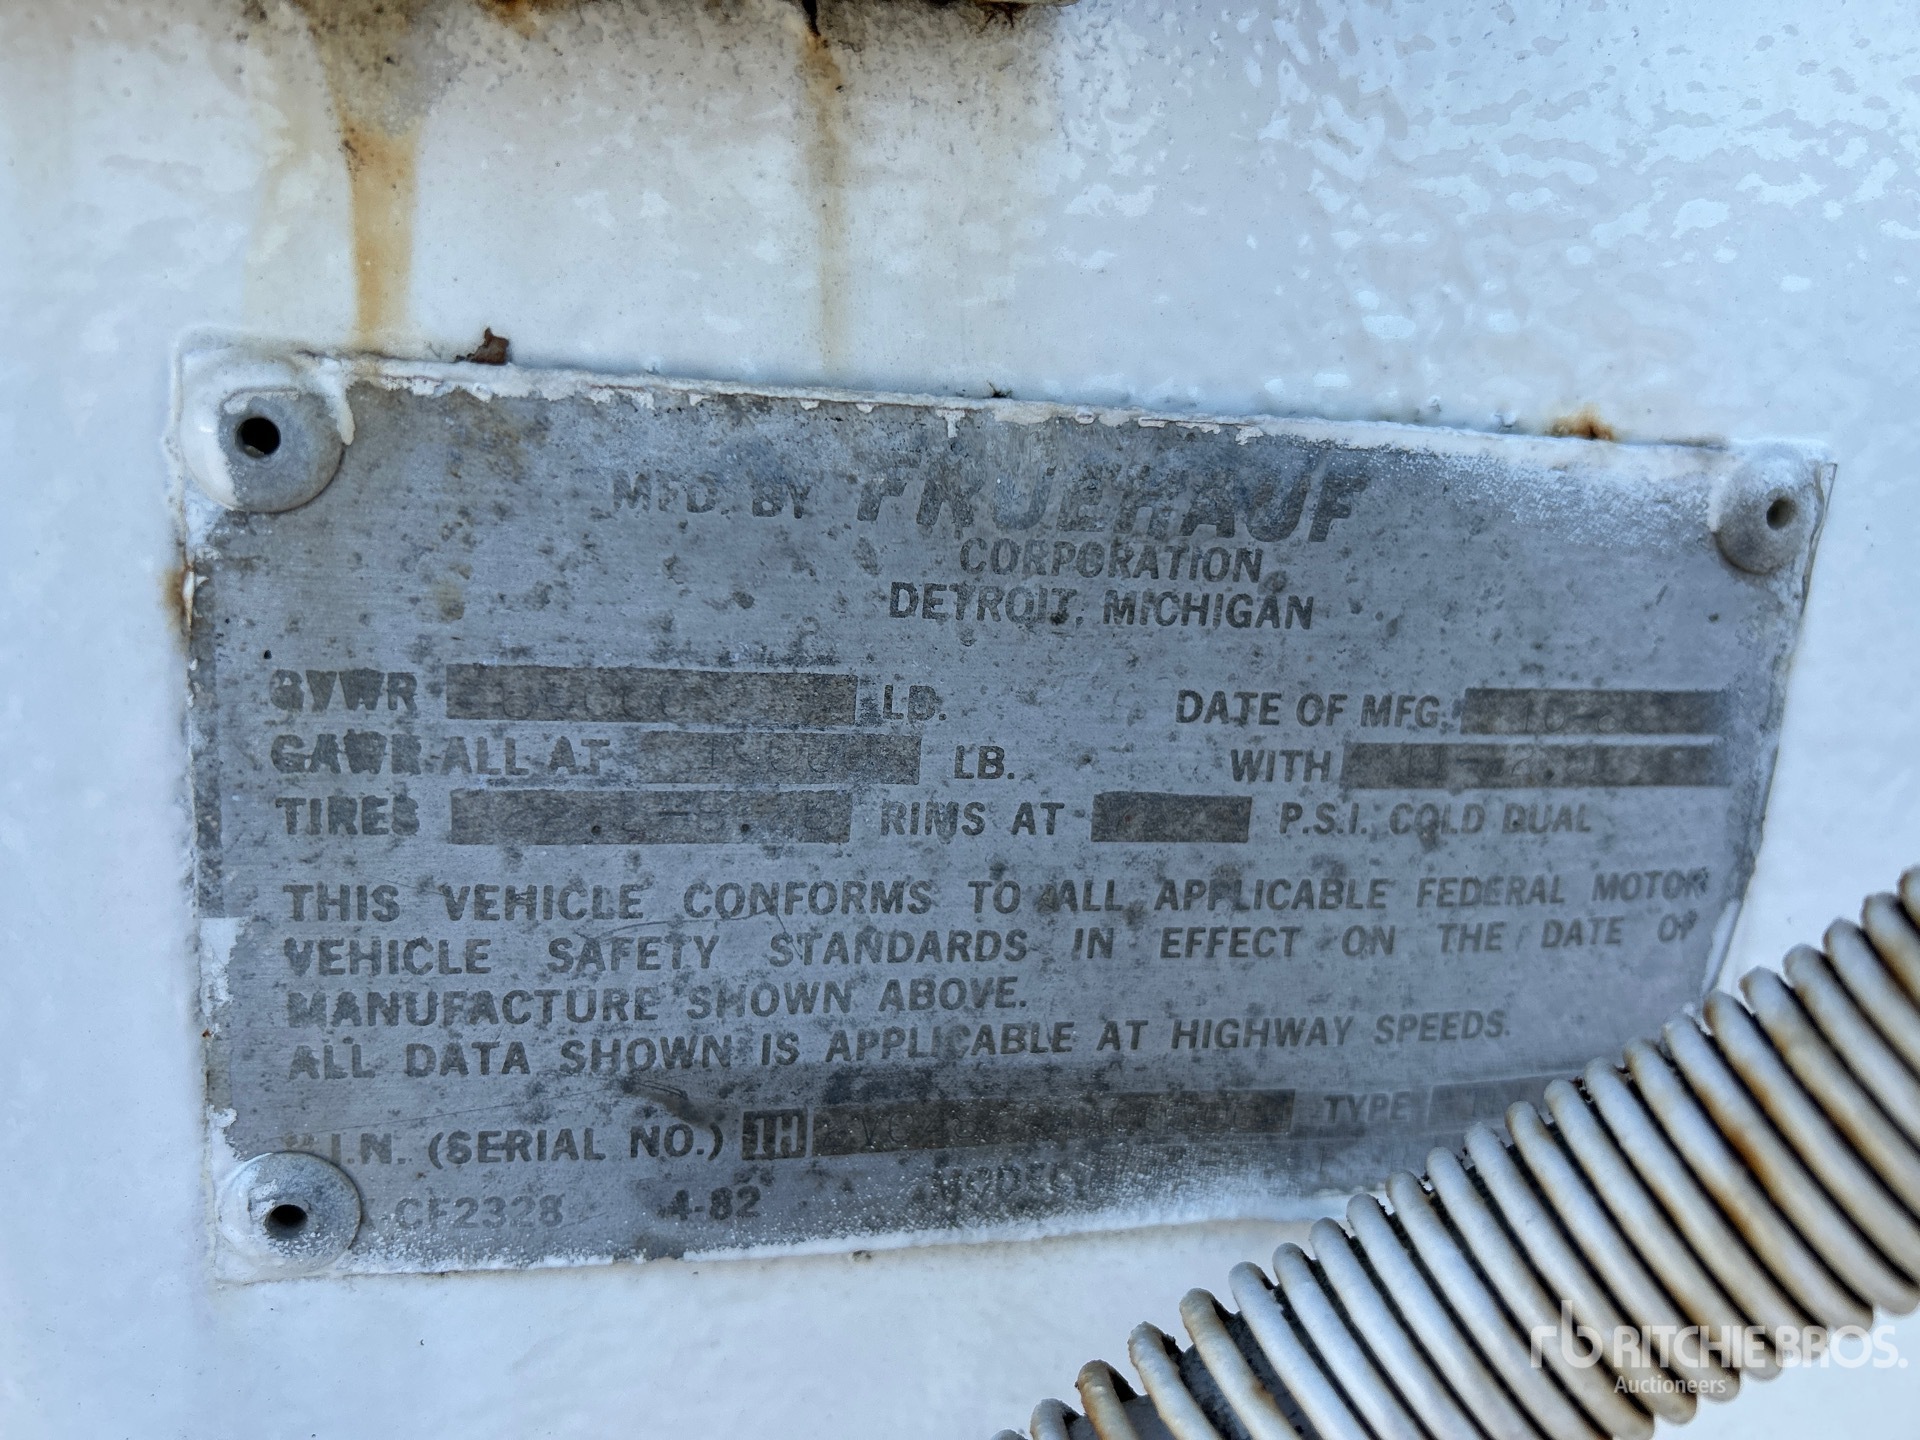 MFD. BY FRUEHAUF
CORPORATION
DETROIT, MICHIGAN
GVWR LB. DATE OF MFG.
GAWR-ALL AT LB. WITH
TIRES RIMS AT P.S.I. COLD DUAL
THIS VEHICLE CONFORMS TO ALL APPLICABLE FEDERAL MOTOR
VEHICLE SAFETY STANDARDS IN EFFECT ON THE DATE OF
MANUFACTURE SHOWN ABOVE.
ALL DATA SHOWN IS APPLICABLE AT HIGHWAY SPEEDS.
V.I.N. (SERIAL NO.) 1H TYPE
CF2328 4-82 MODEL
rb RITCHIE BROS.
Auctioneers